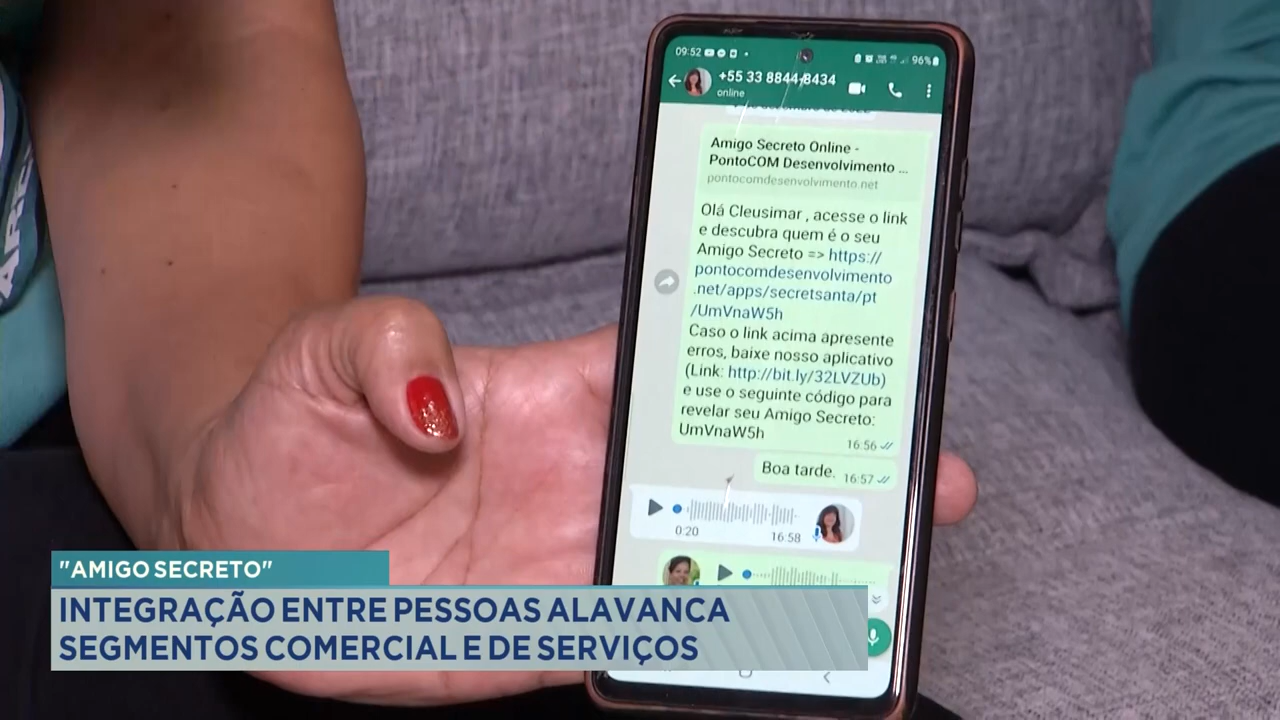 09:52
96%
+55 33 8844-8434
online
Amigo Secreto Online -
PontoCOM Desenvolvimento ...
pontocomdesenvolvimento.net
Olá Cleusimar , acesse o link
e descubra quem é o seu
Amigo Secreto => https://
pontocomdesenvolvimento
.net/apps/secretsanta/pt
/UmVnaW5h
Caso o link acima apresente
erros, baixe nosso aplicativo
(Link: http://bit.ly/32LVZUb)
e use o seguinte código para
revelar seu Amigo Secreto:
UmVnaW5h
16:56
Boa tarde. 16:57
0:20 16:58
"AMIGO SECRETO"
INTEGRAÇÃO ENTRE PESSOAS ALAVANCA
SEGMENTOS COMERCIAL E DE SERVIÇOS